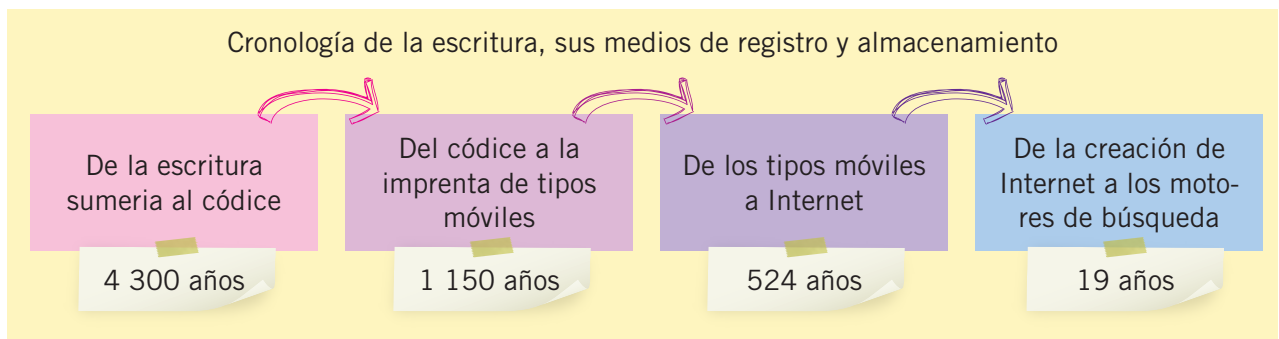 Cronología de la escritura, sus medios de registro y almacenamiento
De la escritura
sumeria al códice
4 300 años
Del códice a la
imprenta de tipos
móviles
1 150 años
De los tipos móviles
a Internet
524 años
De la creación de
Internet a los moto-
res de búsqueda
19 años